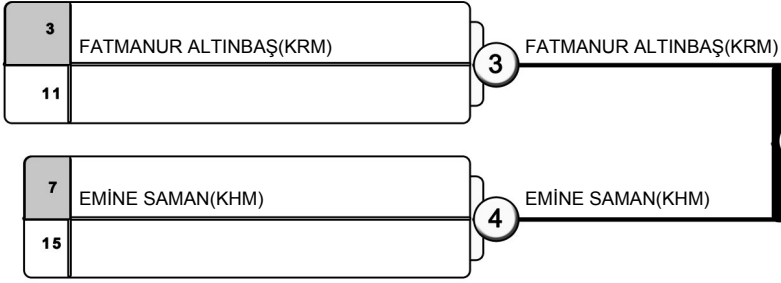 3
FATMANUR ALTINBAŞ(KRM)
3
FATMANUR ALTINBAŞ(KRM)
11
7
EMİNE SAMAN(KHM)
4
EMİNE SAMAN(KHM)
15